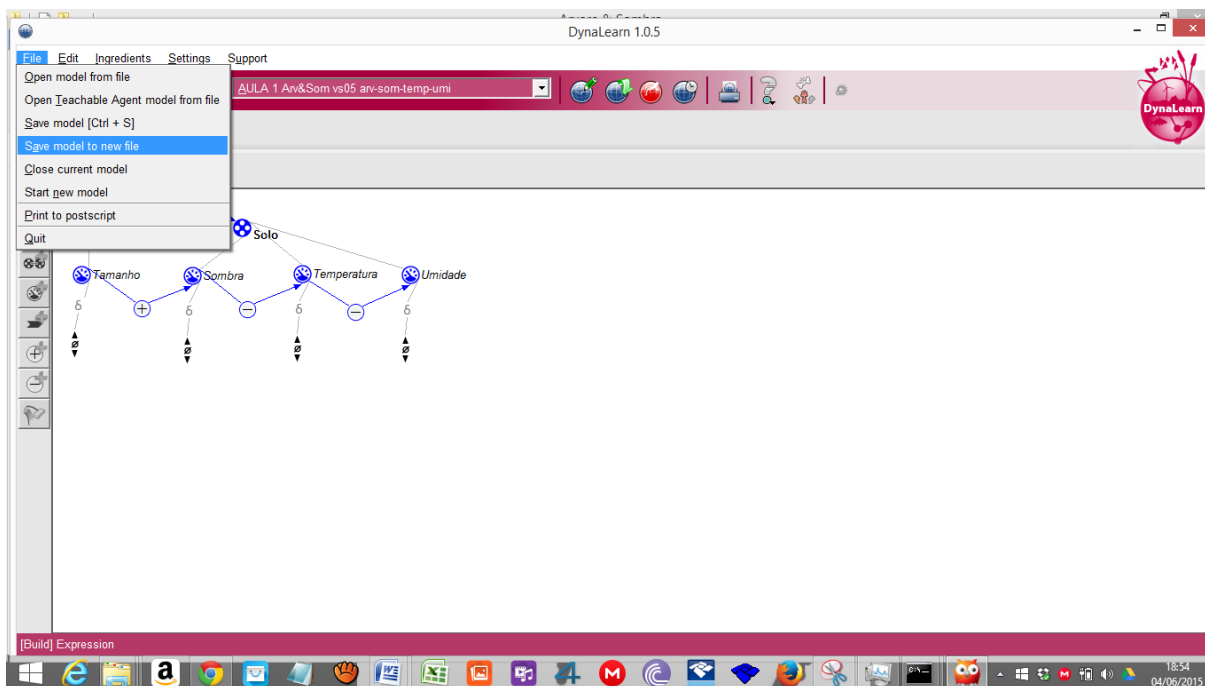 Arvore & Sombra
DynaLearn 1.0.5
File Edit Ingredients Settings Support
Open model from file
Open Teachable Agent model from file
Save model [Ctrl + S]
Save model to new file
Close current model
Start new model
Print to postscript
Quit
AULA 1 Arv&Som vs05 arv-som-temp-umi
DynaLearn
Solo
Tamanho Sombra Temperatura Umidade
δ δ δ δ
+ − −
ø ø ø ø
[Build] Expression
18:54
04/06/2015